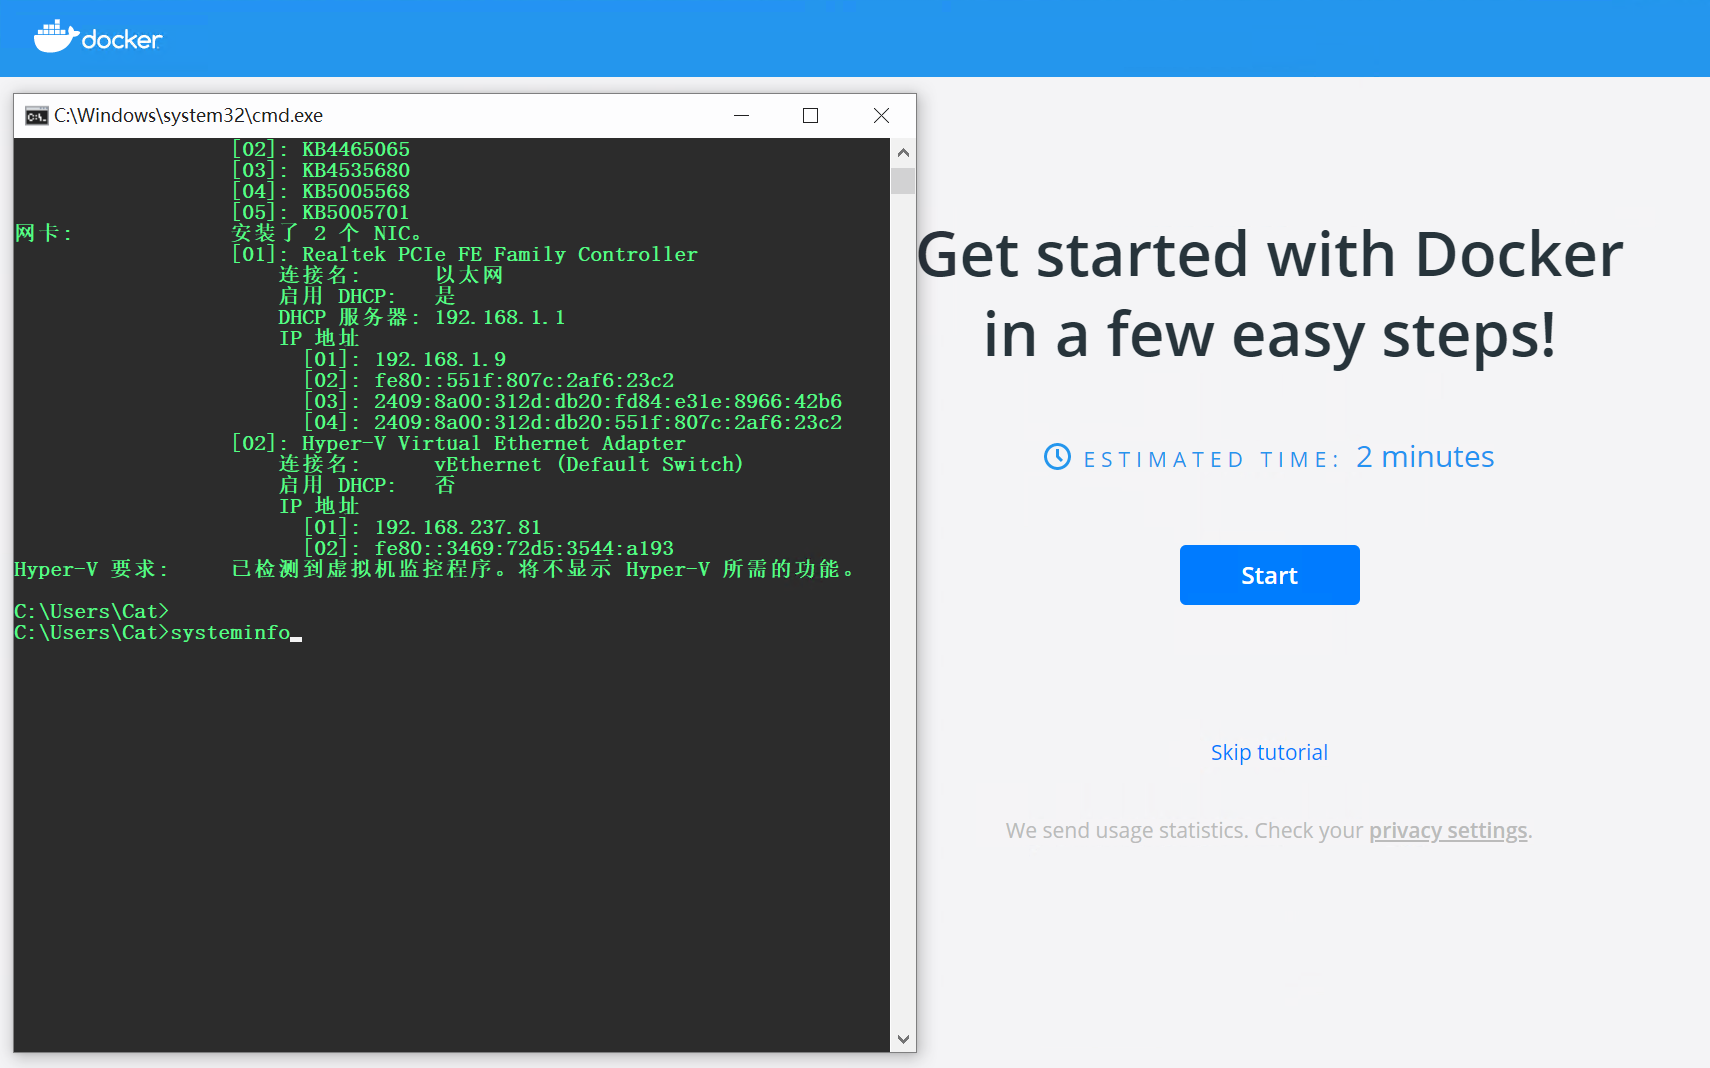 docker
C:\Windows\system32\cmd.exe
[02]: KB4465065
[03]: KB4535680
[04]: KB5005568
[05]: KB5005701
网卡: 安装了 2 个 NIC。
[01]: Realtek PCIe FE Family Controller
连接名: 以太网
启用 DHCP: 是
DHCP 服务器: 192.168.1.1
IP 地址
[01]: 192.168.1.9
[02]: fe80::551f:807c:2af6:23c2
[03]: 2409:8a00:312d:db20:fd84:e31e:8966:42b6
[04]: 2409:8a00:312d:db20:551f:807c:2af6:23c2
[02]: Hyper-V Virtual Ethernet Adapter
连接名: vEthernet (Default Switch)
启用 DHCP: 否
IP 地址
[01]: 192.168.237.81
[02]: fe80::3469:72d5:3544:a193
Hyper-V 要求: 已检测到虚拟机监控程序。将不显示 Hyper-V 所需的功能。
C:\Users\Cat>
C:\Users\Cat>systeminfo
Get started with Docker
in a few easy steps!
ESTIMATED TIME: 2 minutes
Start
Skip tutorial
We send usage statistics. Check your privacy settings.